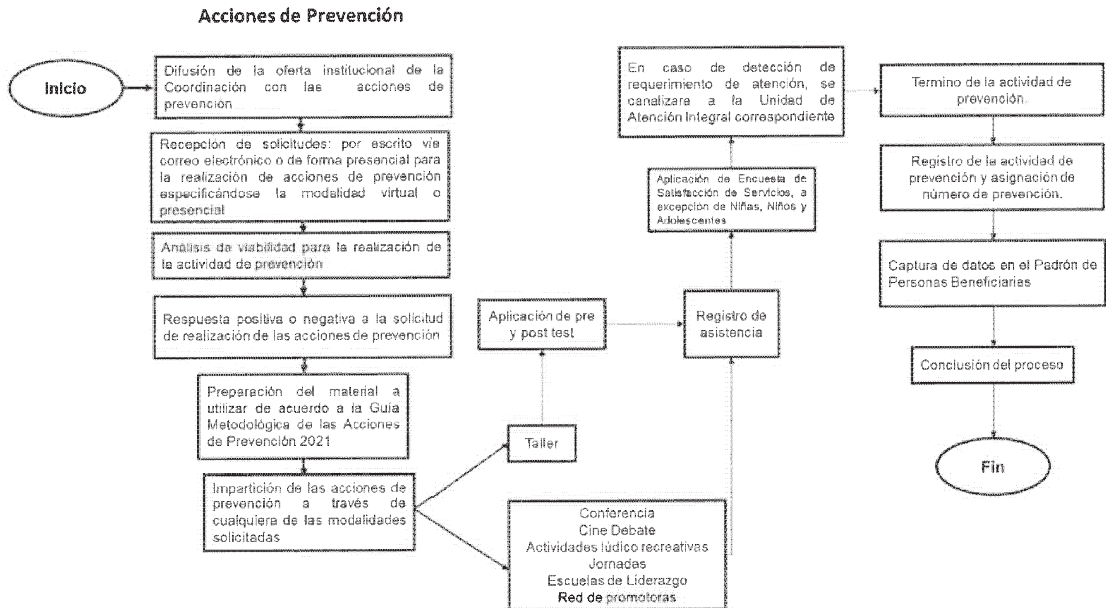 Acciones de Prevención
Inicio
Difusión de la oferta institucional de la
Coordinación con las acciones de
prevención
Recepción de solicitudes: por escrito vie
correo electrónico o de forma presencial para
la realización de acciones de prevención
especificándose la modalidad virtual o
presencial
Análisis de viabilidad para la realización de
la actividad de prevención
Respuesta positiva o negativa a la solicitud
de realización de las acciones de prevención
Preparación del material a
utilizar de acuerdo a la Guía
Metodológica de las Acciones
de Prevención 2021
Impartición de las acciones de
prevención a través de
cualquiera de las modalidades
solicitadas
Taller
Aplicación de pre
y post test
Conferencia
Cine Debate
Actividades lúdico recreativas
Jornadas
Escuelas de Liderazgo
Red de promotoras
Registro de
asistencia
Aplicación de Encuesta de
Satisfacción de Servicios, a
excepción de Niñas, Niños y
Adolescentes
En caso de detección de
requerimiento de atención, se
canalizara a la Unidad de
Atención Integral correspondiente
Termino de la actividad de
prevención.
Registro de la actividad de
prevención y asignación de
número de prevención.
Captura de datos en el Padrón de
Personas Beneficiarias
Conclusión del proceso
Fin